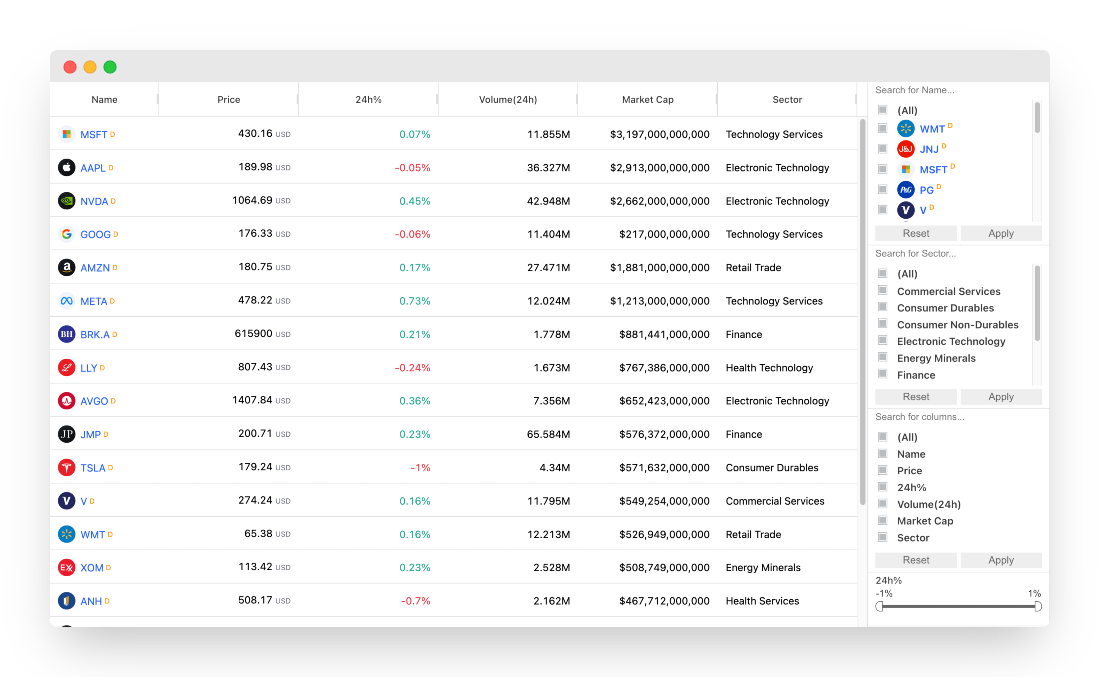 Name Price 24h% Volume(24h) Market Cap Sector
MSFT D 430.16 USD 0.07% 11.855M $3,197,000,000,000 Technology Services
AAPL D 189.98 USD -0.05% 36.327M $2,913,000,000,000 Electronic Technology
NVDA D 1064.69 USD 0.45% 42.948M $2,662,000,000,000 Electronic Technology
GOOG D 176.33 USD -0.06% 11.404M $217,000,000,000 Technology Services
AMZN D 180.75 USD 0.17% 27.471M $1,881,000,000,000 Retail Trade
META D 478.22 USD 0.73% 12.024M $1,213,000,000,000 Technology Services
BH BRK.A D 615900 USD 0.21% 1.778M $881,441,000,000 Finance
LLY D 807.43 USD -0.24% 1.673M $767,386,000,000 Health Technology
AVGO D 1407.84 USD 0.36% 7.356M $652,423,000,000 Electronic Technology
JP JMP D 200.71 USD 0.23% 65.584M $576,372,000,000 Finance
TSLA D 179.24 USD -1% 4.34M $571,632,000,000 Consumer Durables
V V D 274.24 USD 0.16% 11.795M $549,254,000,000 Commercial Services
WMT D 65.38 USD 0.16% 12.213M $526,949,000,000 Retail Trade
EX XOM D 113.42 USD 0.23% 2.528M $508,749,000,000 Energy Minerals
ANH D 508.17 USD -0.7% 2.162M $467,712,000,000 Health Services
Search for Name...
(All)
WMT D
J&J JNJ D
MSFT D
P&G PG D
V V D
Reset Apply
Search for Sector...
(All)
Commercial Services
Consumer Durables
Consumer Non-Durables
Electronic Technology
Energy Minerals
Finance
Reset Apply
Search for columns...
(All)
Name
Price
24h%
Volume(24h)
Market Cap
Sector
Reset Apply
24h%
-1% 1%